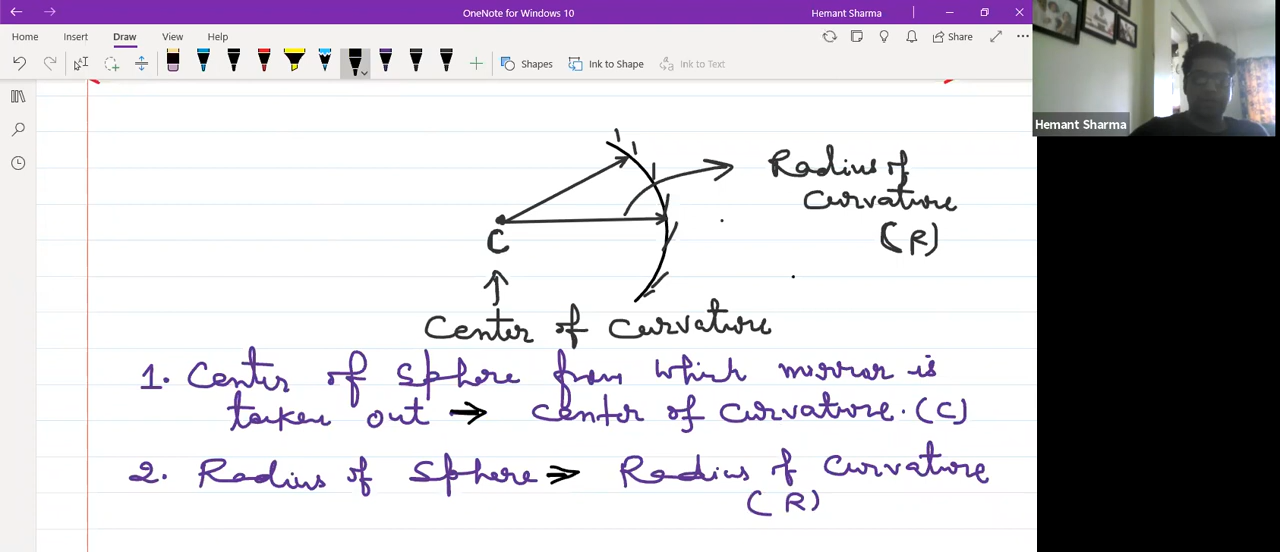 OneNote for Windows 10
Hemant Sharma
Home Insert Draw View Help
Share
Shapes
Ink to Shape
Ink to Text
Hemant Sharma
Radius of
curvature
(R)
C
Center of Curvature
1. Center of Sphere from which mirror is
taken out → center of curvature. (C)
2. Radius of Sphere ⇒ Radius of curvature
(R)